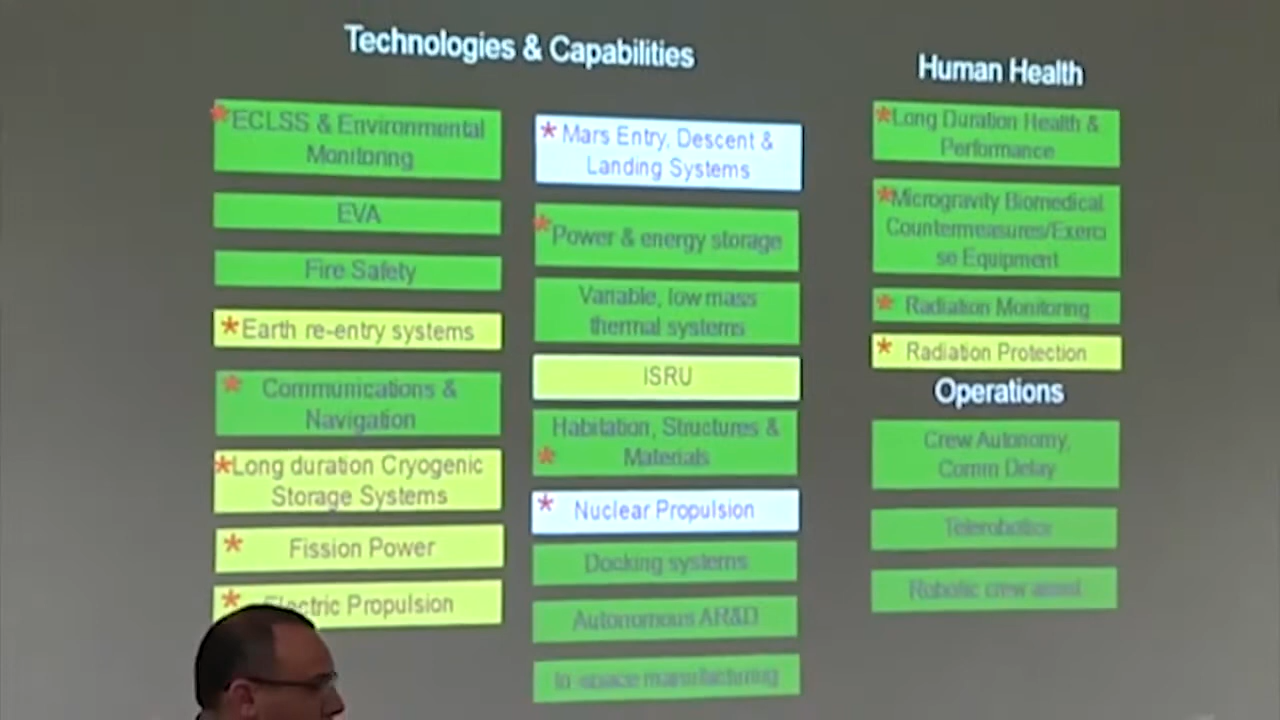 Technologies & Capabilities
* ECLSS & Environmental
Monitoring
EVA
Fire Safety
* Earth re-entry systems
* Communications &
Navigation
* Long duration Cryogenic
Storage Systems
* Fission Power
* Electric Propulsion
* Mars Entry, Descent &
Landing Systems
* Power & energy storage
Variable, low mass
thermal systems
ISRU
Habitation, Structures &
* Materials
* Nuclear Propulsion
Docking systems
Autonomous AR&D
In-space manufacturing
Human Health
* Long Duration Health &
Performance
* Microgravity Biomedical
Countermeasures/Exerci
se Equipment
* Radiation Monitoring
* Radiation Protection
Operations
Crew Autonomy,
Comm Delay
Telerobotics
Robotic crew assist